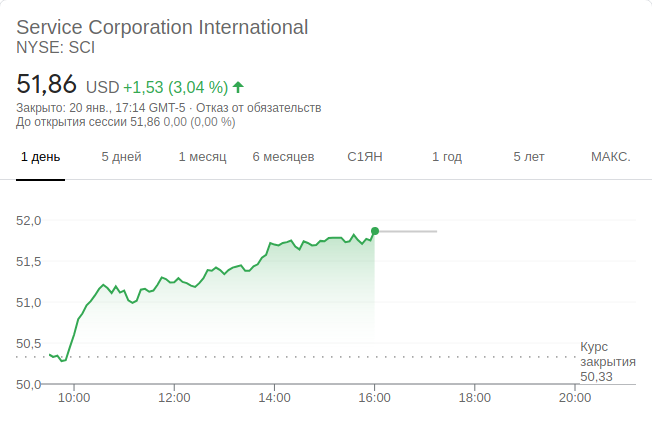 Service Corporation International
NYSE: SCI
51,86 USD +1,53 (3,04 %)
Закрыто: 20 янв., 17:14 GMT-5 · Отказ от обязательств
До открытия сессии 51,86 0,00 (0,00 %)
1 день 5 дней 1 месяц 6 месяцев С1ЯН 1 год 5 лет МАКС.
52,0
51,5
51,0
50,5
50,0
Курс
закрытия
50,33
10:00 12:00 14:00 16:00 18:00 20:00